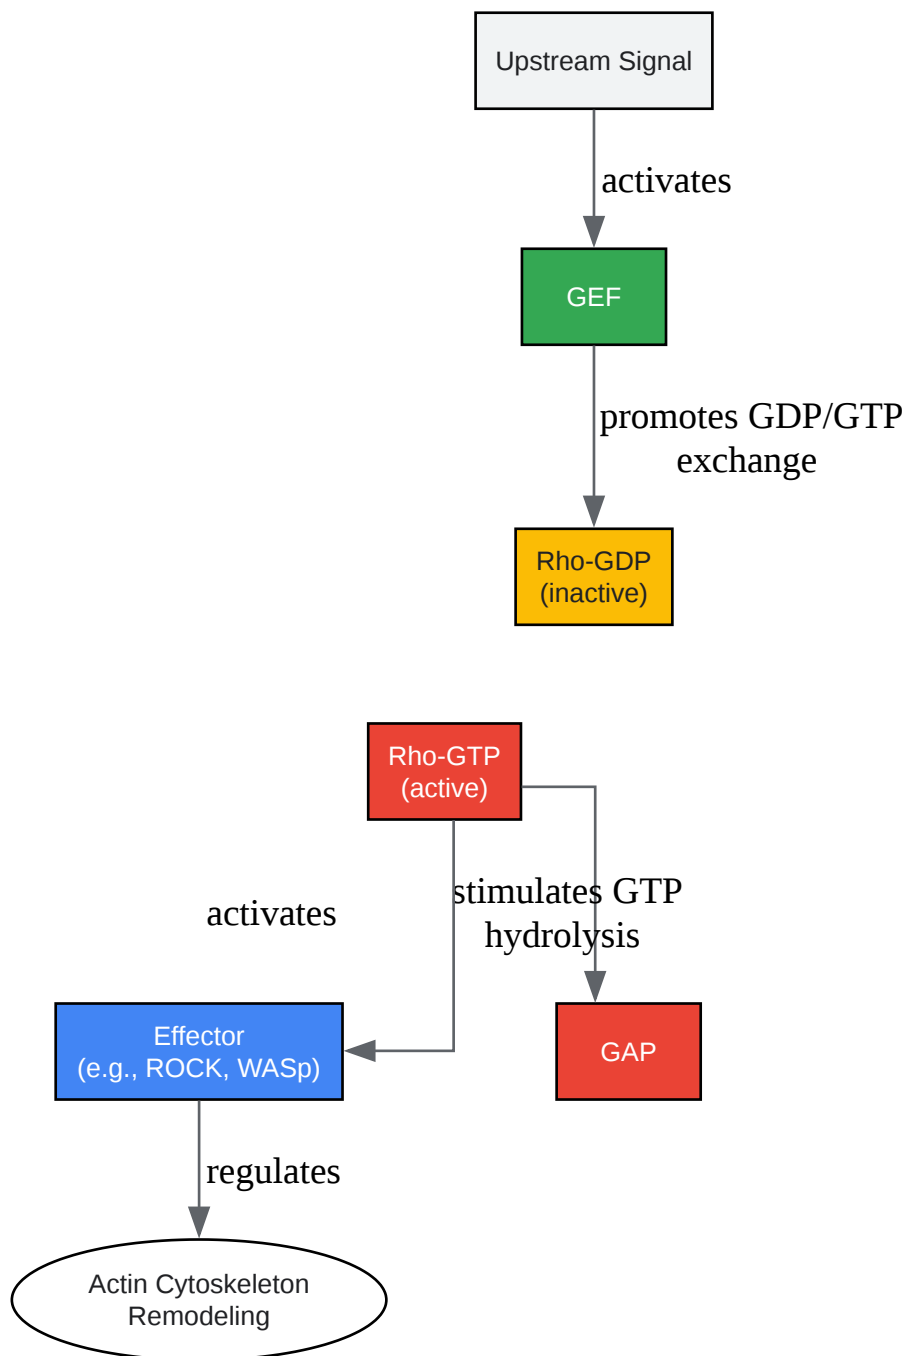 Upstream Signal
activates
GEF
promotes GDP/GTP
exchange
Rho-GDP
(inactive)
Rho-GTP
(active)
activates
stimulates GTP
hydrolysis
Effector
(e.g., ROCK, WASp)
GAP
regulates
Actin Cytoskeleton
Remodeling